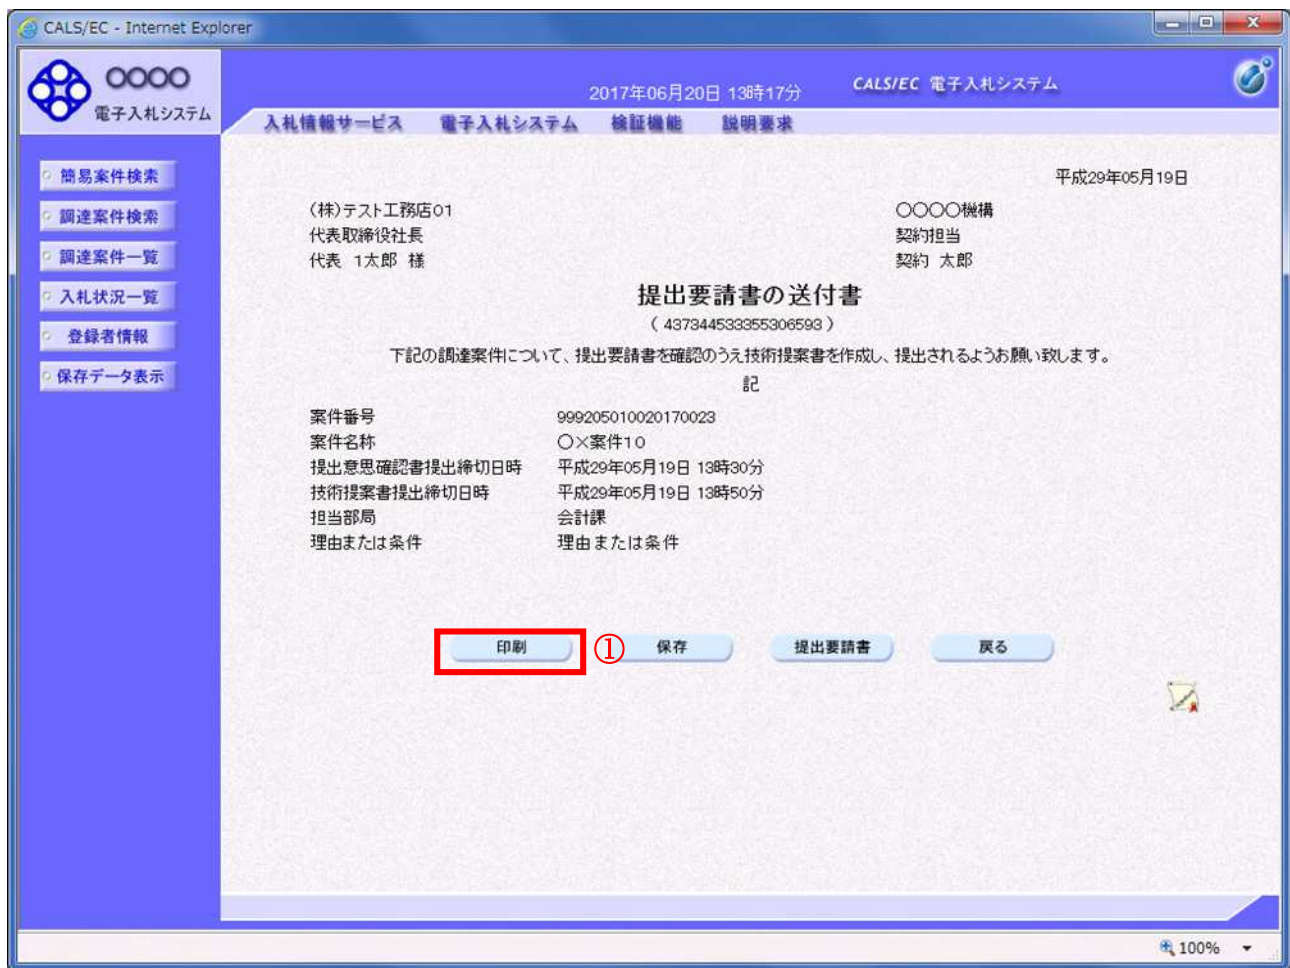 CALS/EC - Internet Explorer
〇〇〇〇
電子入札システム
2017年06月20日 13時17分
CALS/EC 電子入札システム
入札情報サービス 電子入札システム 検証機能 説明要求
簡易案件検索
調達案件検索
調達案件一覧
入札状況一覧
登録者情報
保存データ表示
平成29年05月19日
(株)テスト工務店01
代表取締役社長
代表 1太郎 様
〇〇〇〇機構
契約担当
契約 太郎
提出要請書の送付書
( 437344533355306593 )
下記の調達案件について、提出要請書を確認のうえ技術提案書を作成し、提出されるようお願い致します。
記
案件番号 999205010020170023
案件名称 〇×案件10
提出意思確認書提出締切日時 平成29年05月19日 13時30分
技術提案書提出締切日時 平成29年05月19日 13時50分
担当部局 会計課
理由または条件 理由または条件
印刷 ① 保存 提出要請書 戻る
100%